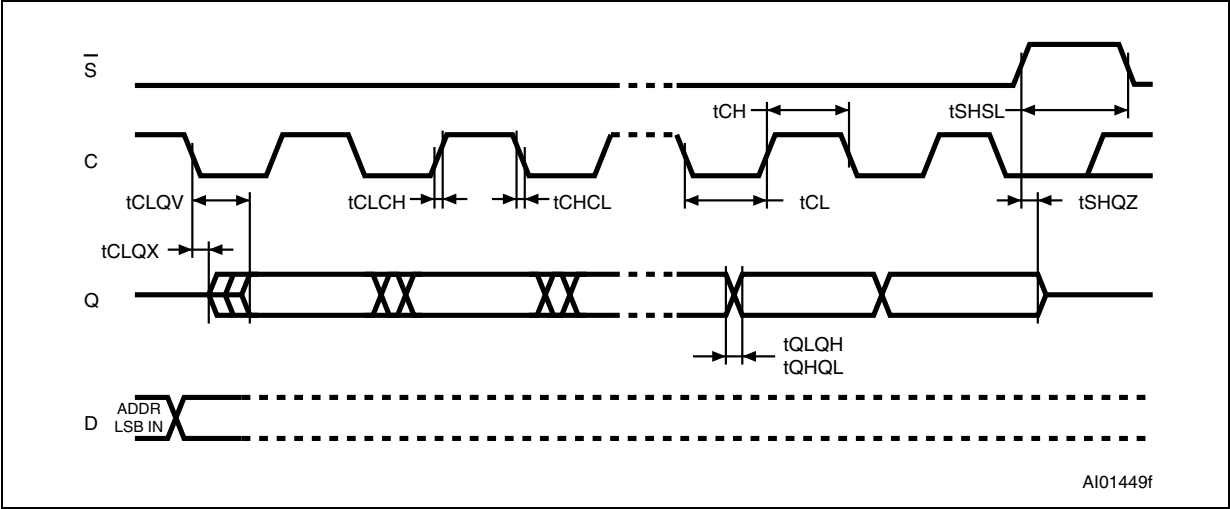 S
tCH
tSHSL
C
tCLQV
tCLCH
tCHCL
tCL
tSHQZ
tCLQX
Q
tQLQH
tQHQL
D
ADDR
LSB IN
AI01449f